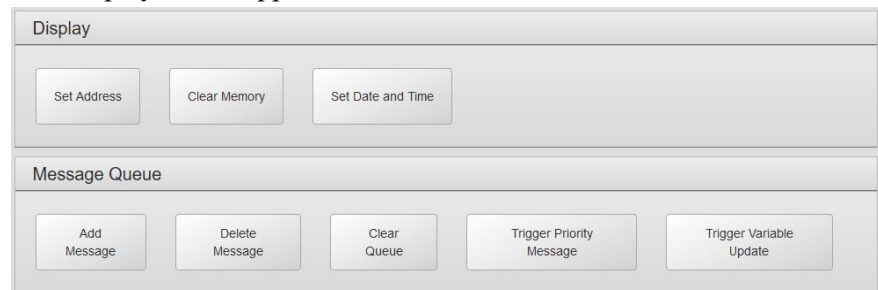 Display
Set Address
Clear Memory
Set Date and Time
Message Queue
Add
Message
Delete
Message
Clear
Queue
Trigger Priority
Message
Trigger Variable
Update